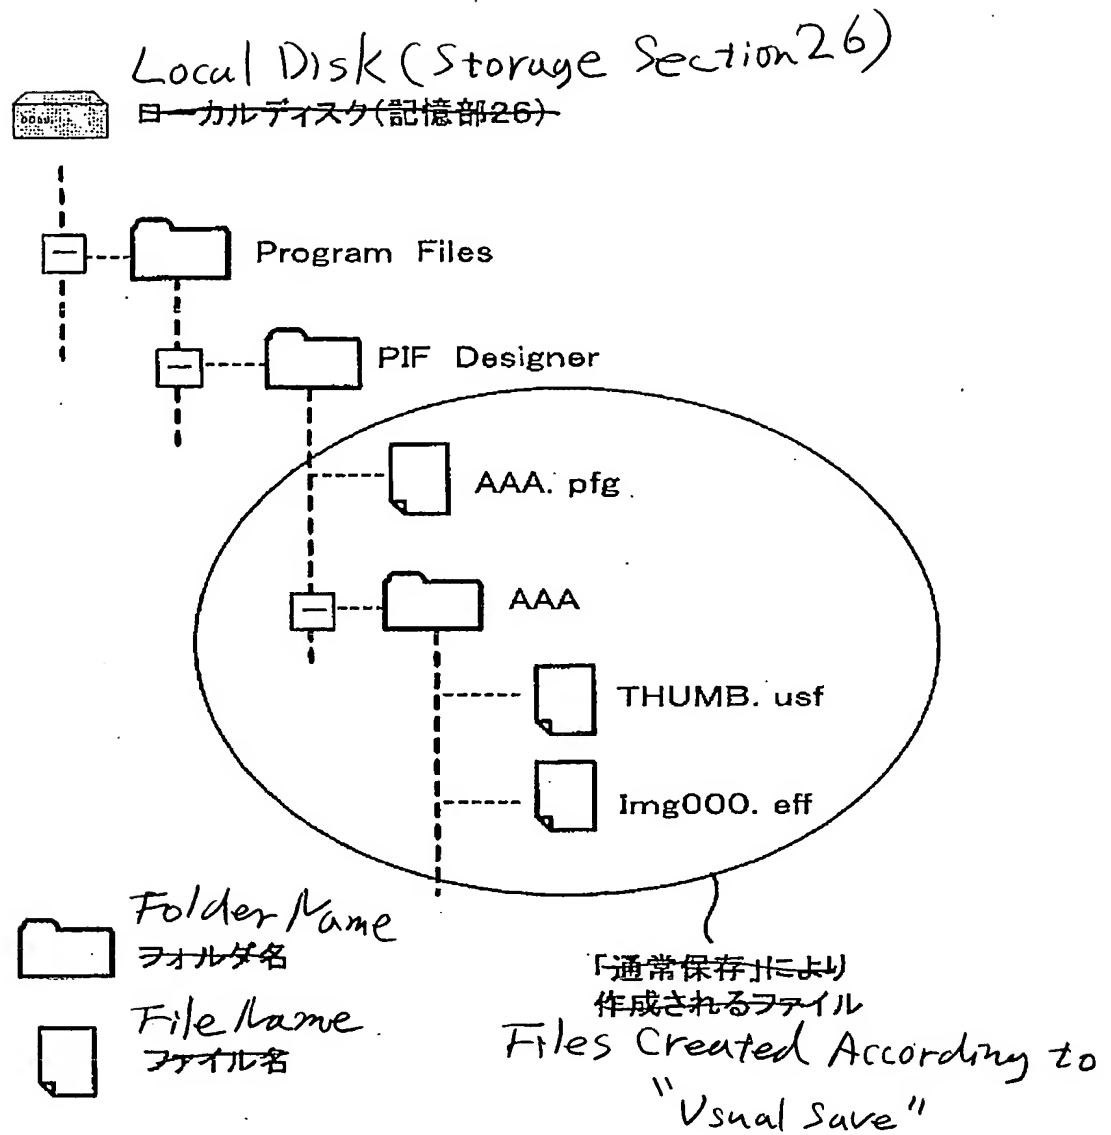 Local Disk (Storage Section 26)
ローカルディスク(記憶部26)
Program Files
PIF Designer
AAA. pfg
AAA
THUMB. usf
Img000. eff
Folder Name
フォルダ名
File Name
ファイル名
「通常保存」により
作成されるファイル
Files Created According to
"Usual Save"